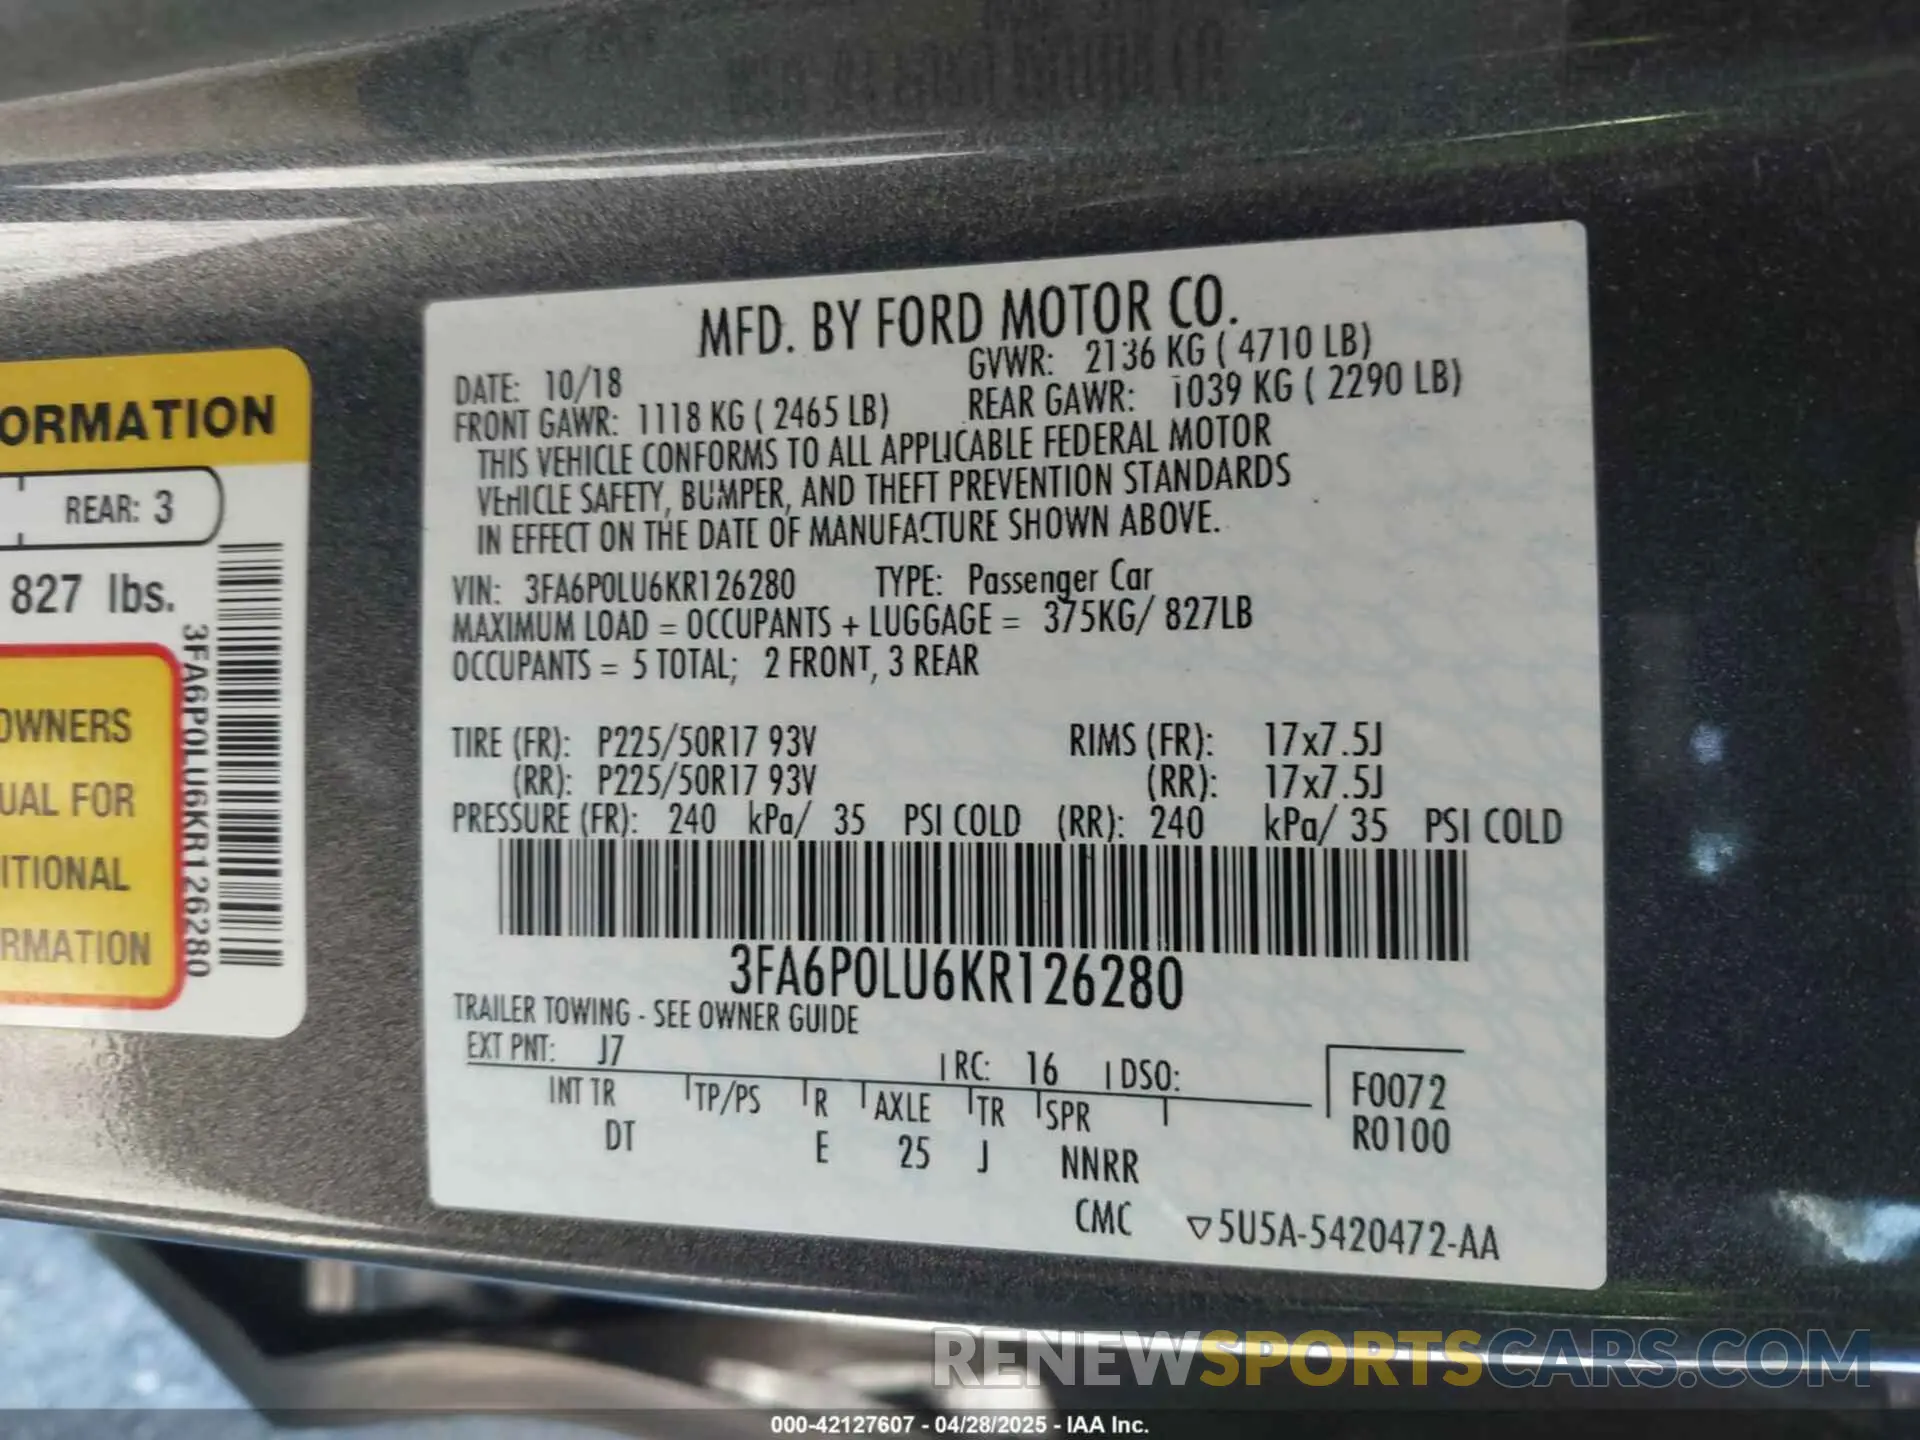 ORMATION
REAR: 3
827 lbs.
OWNERS
UAL FOR
ITIONAL
RMATION
3FA6P0LU6KR126280
MFD. BY FORD MOTOR CO.
DATE: 10/18 GVWR: 2136 KG ( 4710 LB)
FRONT GAWR: 1118 KG ( 2465 LB) REAR GAWR: 1039 KG ( 2290 LB)
THIS VEHICLE CONFORMS TO ALL APPLICABLE FEDERAL MOTOR
VEHICLE SAFETY, BUMPER, AND THEFT PREVENTION STANDARDS
IN EFFECT ON THE DATE OF MANUFACTURE SHOWN ABOVE.
VIN: 3FA6P0LU6KR126280 TYPE: Passenger Car
MAXIMUM LOAD = OCCUPANTS + LUGGAGE = 375KG/ 827LB
OCCUPANTS = 5 TOTAL; 2 FRONT, 3 REAR
TIRE (FR): P225/50R17 93V RIMS (FR): 17x7.5J
(RR): P225/50R17 93V (RR): 17x7.5J
PRESSURE (FR): 240 kPa/ 35 PSI COLD (RR): 240 kPa/ 35 PSI COLD
3FA6P0LU6KR126280
TRAILER TOWING - SEE OWNER GUIDE
EXT PNT: J7 RC: 16 DSO:
INT TR TP/PS R AXLE TR SPR
DT E 25 J NNRR
F0072
R0100
CMC ▽5U5A-5420472-AA
RENEWSPORTSCARS.COM
000-42127607 - 04/28/2025 - IAA Inc.